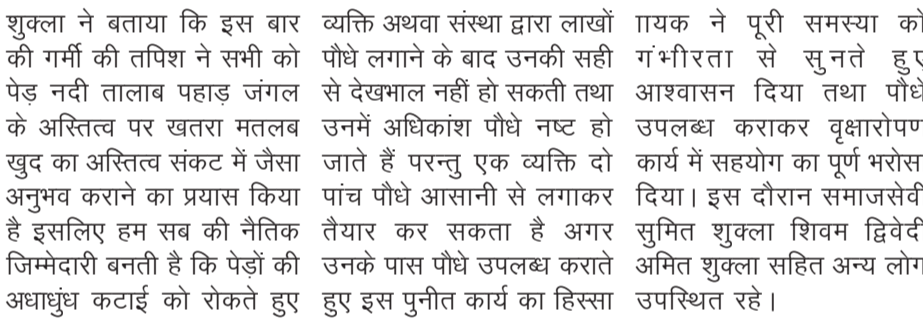 शुक्ला ने बताया कि इस बार
की गर्मी की तपिश ने सभी को
पेड़ नदी तालाब पहाड़ जंगल
के अस्तित्व पर खतरा मतलब
खुद का अस्तित्व संकट में जैसा
अनुभव कराने का प्रयास किया
है इसलिए हम सब की नैतिक
जिम्मेदारी बनती है कि पेड़ों की
अधाधुंध कटाई को रोकते हुए
व्यक्ति अथवा संस्था द्वारा लाखों
पौधे लगाने के बाद उनकी सही
से देखभाल नहीं हो सकती तथा
उनमें अधिकांश पौधे नष्ट हो
जाते हैं परन्तु एक व्यक्ति दो
पांच पौधे आसानी से लगाकर
तैयार कर सकता है अगर
उनके पास पौधे उपलब्ध कराते
हुए इस पुनीत कार्य का हिस्सा
ने पूरी समस्या
गंभीरता से सुनते
आश्वासन दिया तथा
उपलब्ध कराकर वृक्षारोपण
कार्य में सहयोग का पूर्ण
दिया। इस दौरान
सुमित शुक्ला शिवम द्विवेदी
अमित शुक्ला सहित अन्य लोग
उपस्थित रहे।